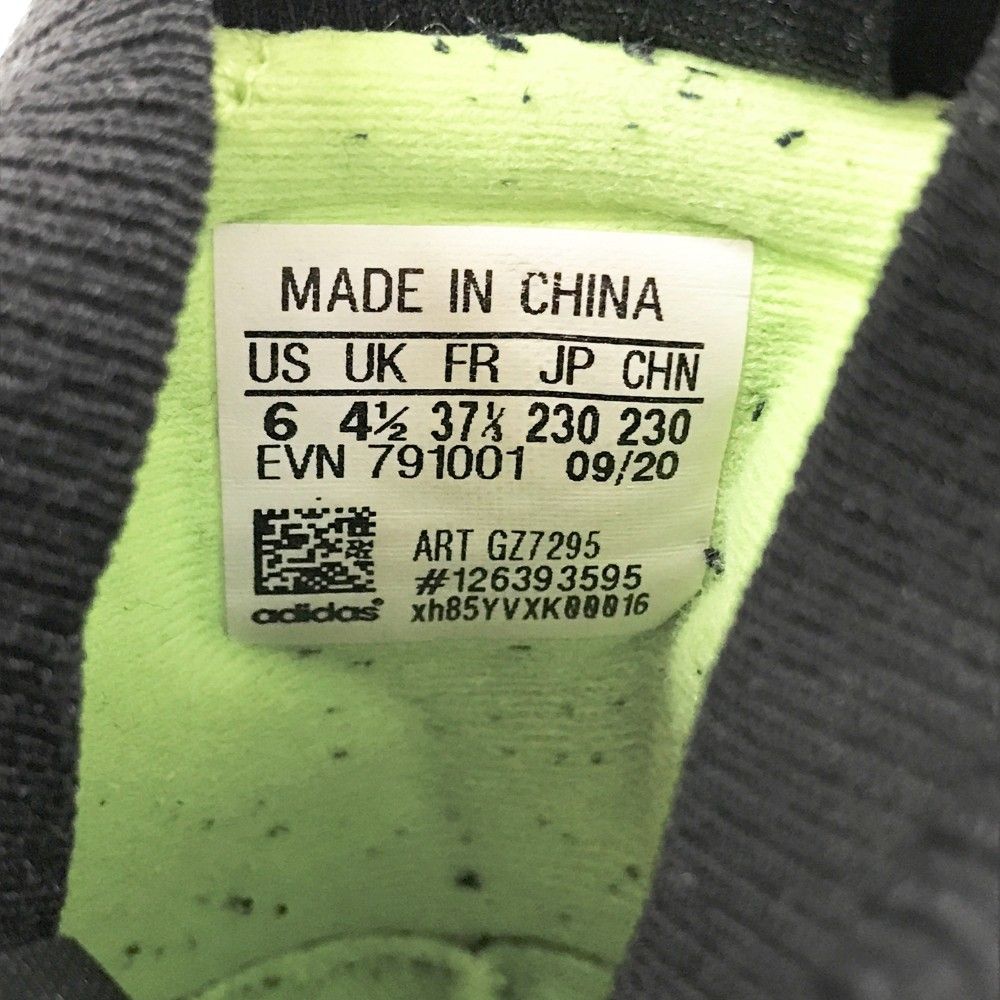 MADE IN CHINA
US UK FR JP CHN
6 4½ 37⅓ 230 230
EVN 791001 09/20
ART GZ7295
#126393595
adidas® xh85YVXK00016